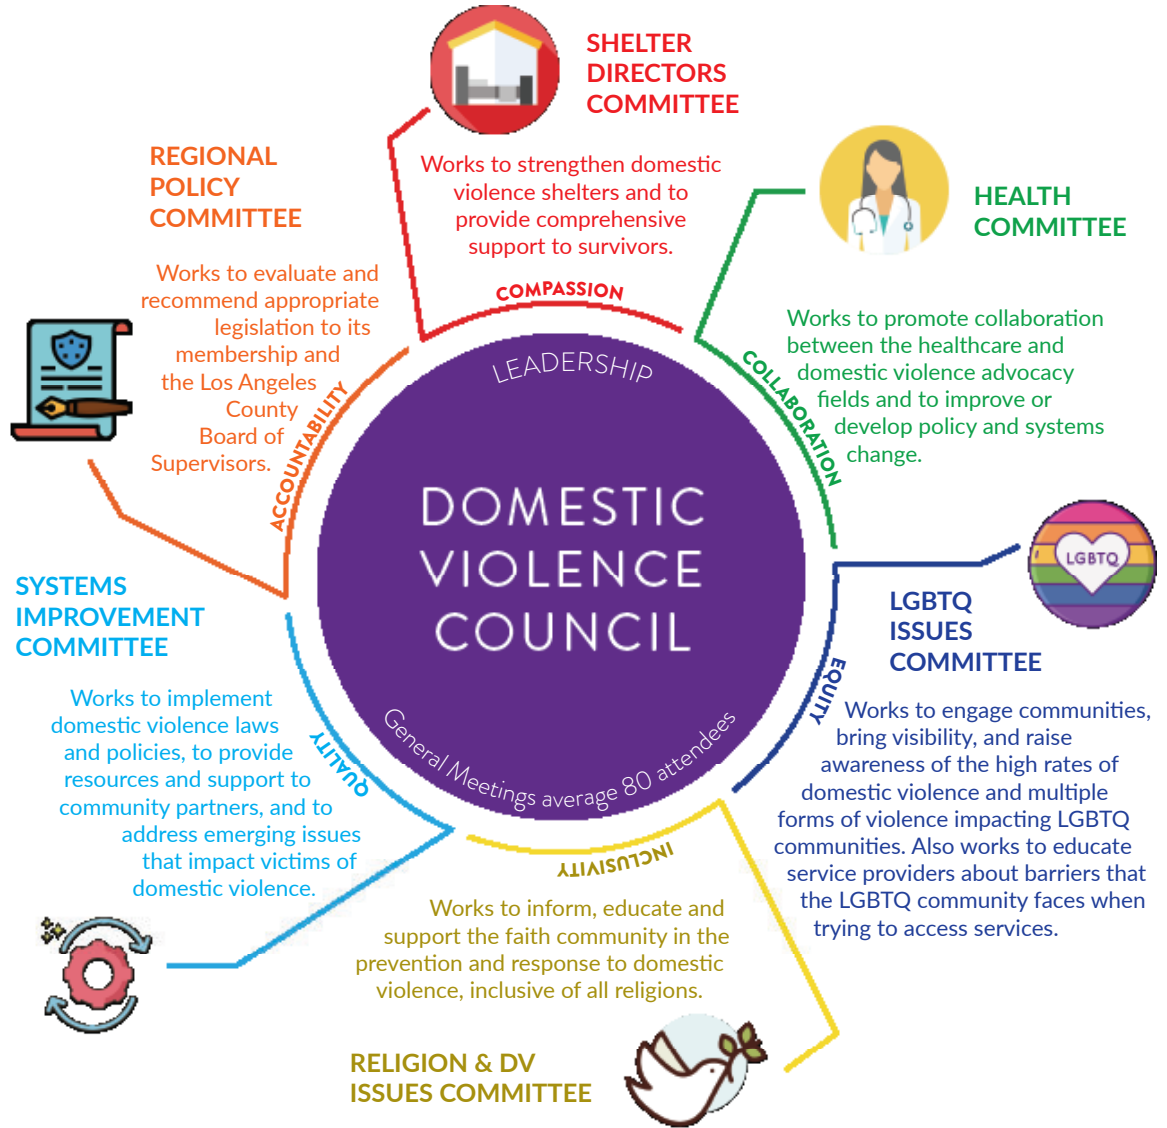 SHELTER
DIRECTORS
COMMITTEE
Works to strengthen domestic
violence shelters and to
provide comprehensive
support to survivors.
COMPASSION
HEALTH
COMMITTEE
Works to promote collaboration
between the healthcare and
domestic violence advocacy
fields and to improve or
develop policy and systems
change.
COLLABORATION
LGBTQ
LGBTQ
ISSUES
COMMITTEE
Works to engage communities,
bring visibility, and raise
awareness of the high rates of
domestic violence and multiple
forms of violence impacting LGBTQ
communities. Also works to educate
service providers about barriers that
the LGBTQ community faces when
trying to access services.
EQUITY
INCLUSIVITY
Works to inform, educate and
support the faith community in the
prevention and response to domestic
violence, inclusive of all religions.
RELIGION & DV
ISSUES COMMITTEE
SYSTEMS
IMPROVEMENT
COMMITTEE
Works to implement
domestic violence laws
and policies, to provide
resources and support to
community partners, and to
address emerging issues
that impact victims of
domestic violence.
QUALITY
REGIONAL
POLICY
COMMITTEE
Works to evaluate and
recommend appropriate
legislation to its
membership and
the Los Angeles
County
Board of
Supervisors.
ACCOUNTABILITY
LEADERSHIP
DOMESTIC
VIOLENCE
COUNCIL
General Meetings average 80 attendees